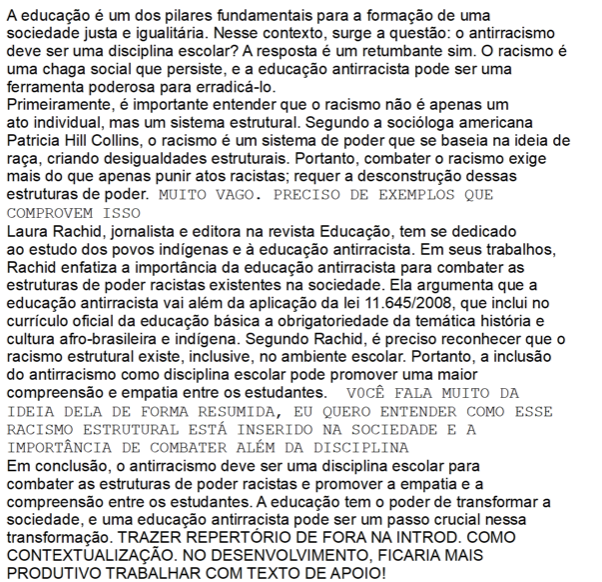 A educação é um dos pilares fundamentais para a formação de uma
sociedade justa e igualitária. Nesse contexto, surge a questão: o antirracismo
deve ser uma disciplina escolar? A resposta é um retumbante sim. O racismo é
uma chaga social que persiste, e a educação antirracista pode ser uma
ferramenta poderosa para erradicá-lo.
Primeiramente, é importante entender que o racismo não é apenas um
ato individual, mas um sistema estrutural. Segundo a socióloga americana
Patricia Hill Collins, o racismo é um sistema de poder que se baseia na ideia de
raça, criando desigualdades estruturais. Portanto, combater o racismo exige
mais do que apenas punir atos racistas; requer a desconstrução dessas
estruturas de poder. MUITO VAGO. PRECISO DE EXEMPLOS QUE
COMPROVEM ISSO
Laura Rachid, jornalista e editora na revista Educação, tem se dedicado
ao estudo dos povos indígenas e à educação antirracista. Em seus trabalhos,
Rachid enfatiza a importância da educação antirracista para combater as
estruturas de poder racistas existentes na sociedade. Ela argumenta que a
educação antirracista vai além da aplicação da lei 11.645/2008, que inclui no
currículo oficial da educação básica a obrigatoriedade da temática história e
cultura afro-brasileira e indígena. Segundo Rachid, é preciso reconhecer que o
racismo estrutural existe, inclusive, no ambiente escolar. Portanto, a inclusão
do antirracismo como disciplina escolar pode promover uma maior
compreensão e empatia entre os estudantes. V0CÊ FALA MUITO DA
IDEIA DELA DE FORMA RESUMIDA, EU QUERO ENTENDER COMO ESSE
RACISMO ESTRUTURAL ESTÁ INSERIDO NA SOCIEDADE E A
IMPORTÂNCIA DE COMBATER ALÉM DA DISCIPLINA
Em conclusão, o antirracismo deve ser uma disciplina escolar para
combater as estruturas de poder racistas e promover a empatia e a
compreensão entre os estudantes. A educação tem o poder de transformar a
sociedade, e uma educação antirracista pode ser um passo crucial nessa
transformação. TRAZER REPERTÓRIO DE FORA NA INTROD. COMO
CONTEXTUALIZAÇÃO. NO DESENVOLVIMENTO, FICARIA MAIS
PRODUTIVO TRABALHAR COM TEXTO DE APOIO!